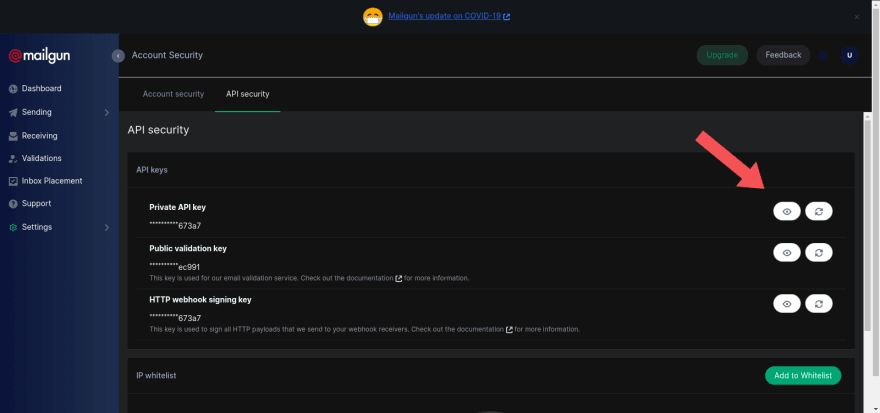 Mailgun's update on COVID-19
mailgun
Account Security
Upgrade
Feedback
U
Dashboard
Sending
Receiving
Validations
Inbox Placement
Support
Settings
Account security
API security
API security
API keys
Private API key
**********673a7
Public validation key
**********ec991
This key is used for our email validation service. Check out the documentation for more information.
HTTP webhook signing key
**********673a7
This key is used to sign all HTTP payloads that we send to your webhook receivers. Check out the documentation for more information.
IP whitelist
Add to Whitelist